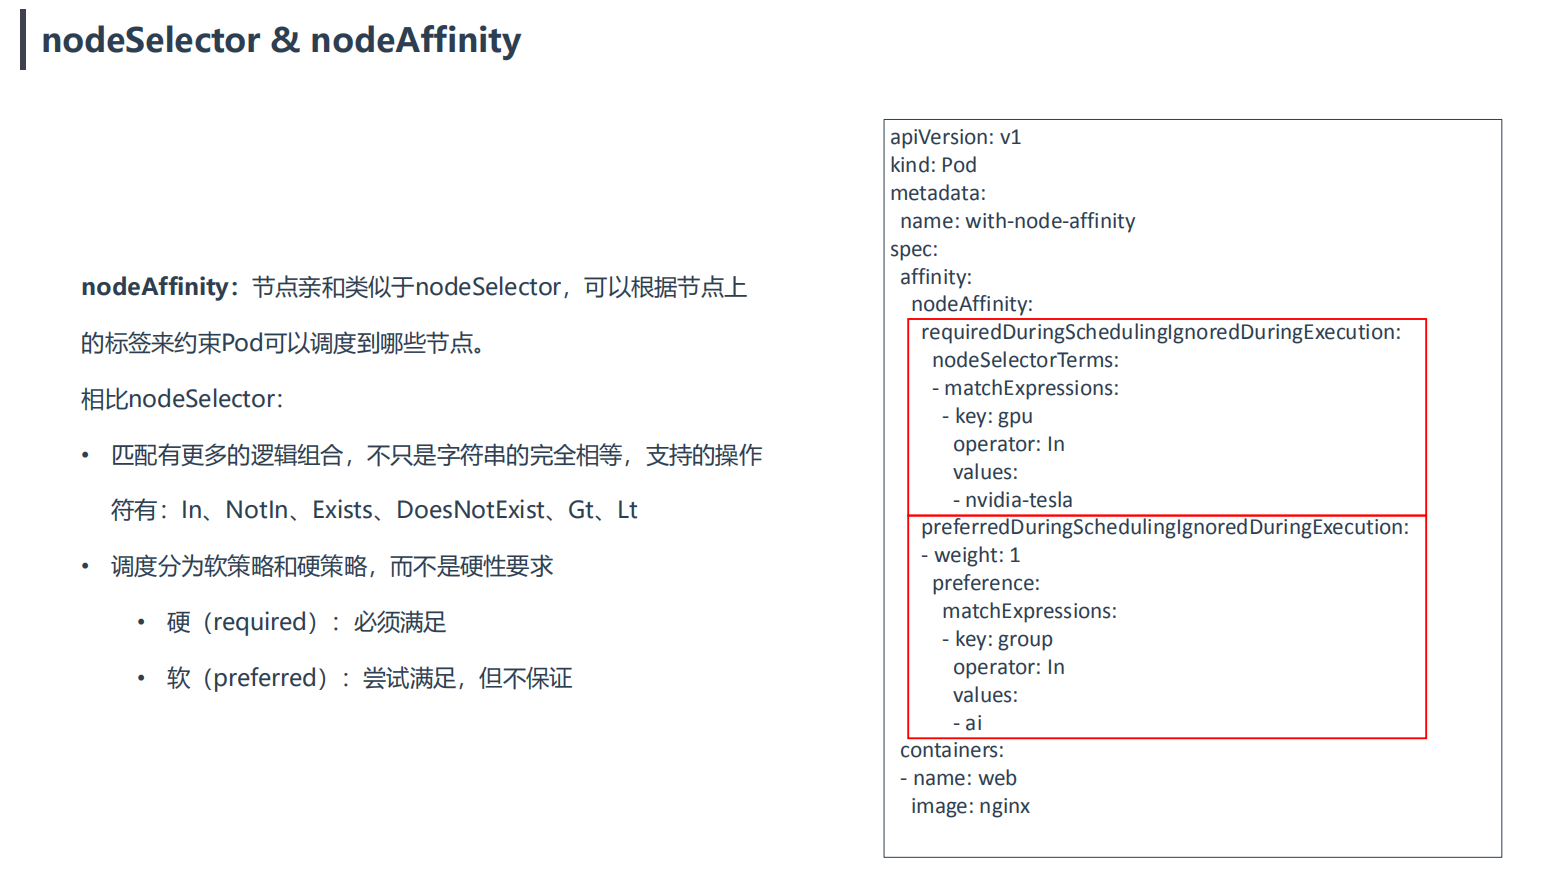 nodeSelector & nodeAffinity
nodeAffinity：节点亲和类似于nodeSelector，可以根据节点上
的标签来约束Pod可以调度到哪些节点。
相比nodeSelector：
• 匹配有更多的逻辑组合，不只是字符串的完全相等，支持的操作
符有：In、NotIn、Exists、DoesNotExist、Gt、Lt
• 调度分为软策略和硬策略，而不是硬性要求
• 硬（required）：必须满足
• 软（preferred）：尝试满足，但不保证
apiVersion: v1
kind: Pod
metadata:
  name: with-node-affinity
spec:
  affinity:
    nodeAffinity:
      requiredDuringSchedulingIgnoredDuringExecution:
        nodeSelectorTerms:
        - matchExpressions:
          - key: gpu
            operator: In
            values:
            - nvidia-tesla
      preferredDuringSchedulingIgnoredDuringExecution:
      - weight: 1
        preference:
          matchExpressions:
          - key: group
            operator: In
            values:
            - ai
  containers:
  - name: web
    image: nginx